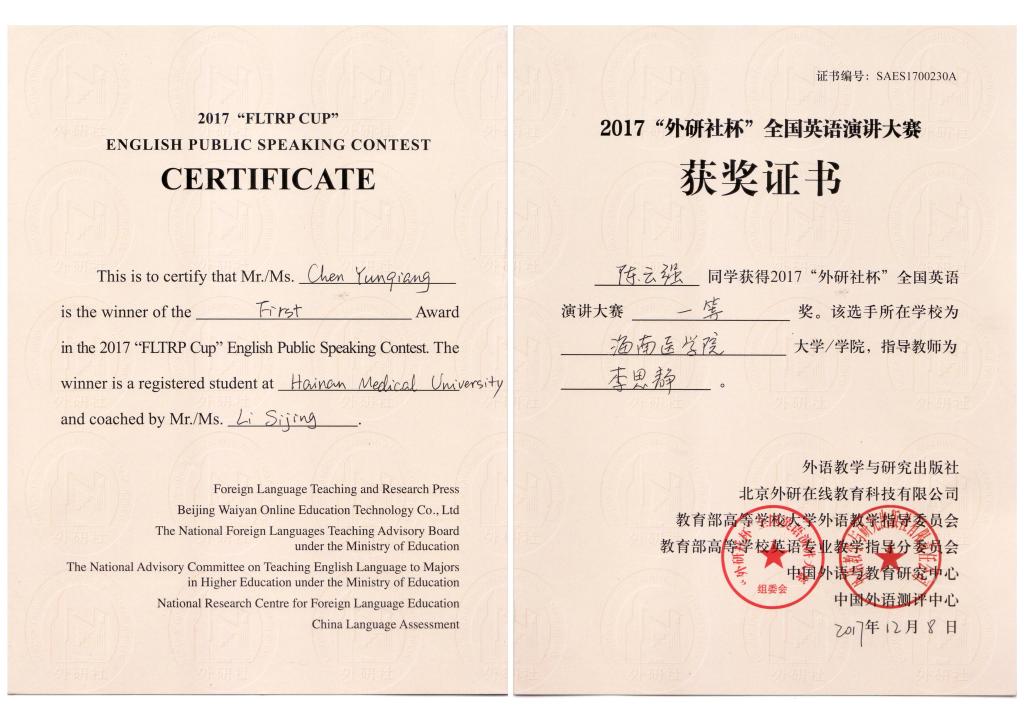 2017 “FLTRP CUP”
ENGLISH PUBLIC SPEAKING CONTEST
CERTIFICATE
This is to certify that Mr./Ms. Chen Yunqiang
is the winner of the First Award
in the 2017 “FLTRP Cup” English Public Speaking Contest. The
winner is a registered student at Hainan Medical University
and coached by Mr./Ms. Li Sijing.
Foreign Language Teaching and Research Press
Beijing Waiyan Online Education Technology Co., Ltd
The National Foreign Languages Teaching Advisory Board
under the Ministry of Education
The National Advisory Committee on Teaching English Language to Majors
in Higher Education under the Ministry of Education
National Research Centre for Foreign Language Education
China Language Assessment
证书编号：SAES1700230A
2017“外研社杯”全国英语演讲大赛
获奖证书
陈云强 同学获得2017“外研社杯”全国英语
演讲大赛 一等 奖。该选手所在学校为
海南医学院 大学/学院，指导教师为
李思静 。
外语教学与研究出版社
北京外研在线教育科技有限公司
教育部高等学校大学外语教学指导委员会
教育部高等学校英语专业教学指导分委员会
中国外语与教育研究中心
中国外语测评中心
2017年12月8日
“外研社杯”全国英语演讲大赛
组委会